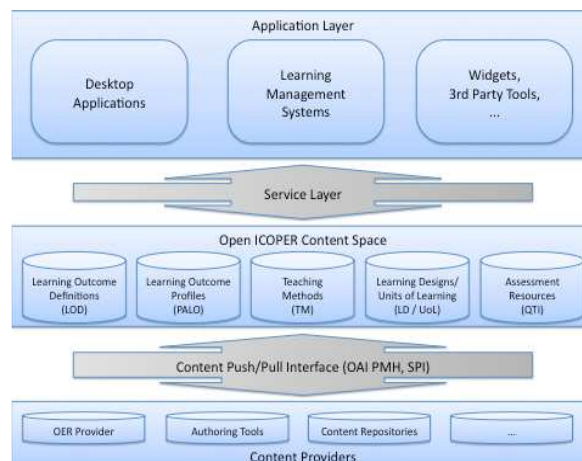 Application Layer
Desktop
Applications
Learning
Management
Systems
Widgets,
3rd Party Tools,
...
Service Layer
Open ICOPER Content Space
Learning Outcome
Definitions
(LOD)
Learning Outcome
Profiles
(PALO)
Teaching
Methods
(TM)
Learning Designs/
Units of Learning
(LD / UoL)
Assessment
Resources
(QTI)
Content Push/Pull Interface (OAI PMH, SPI)
OER Provider
Authoring Tools
Content Repositories
....
Content Providers